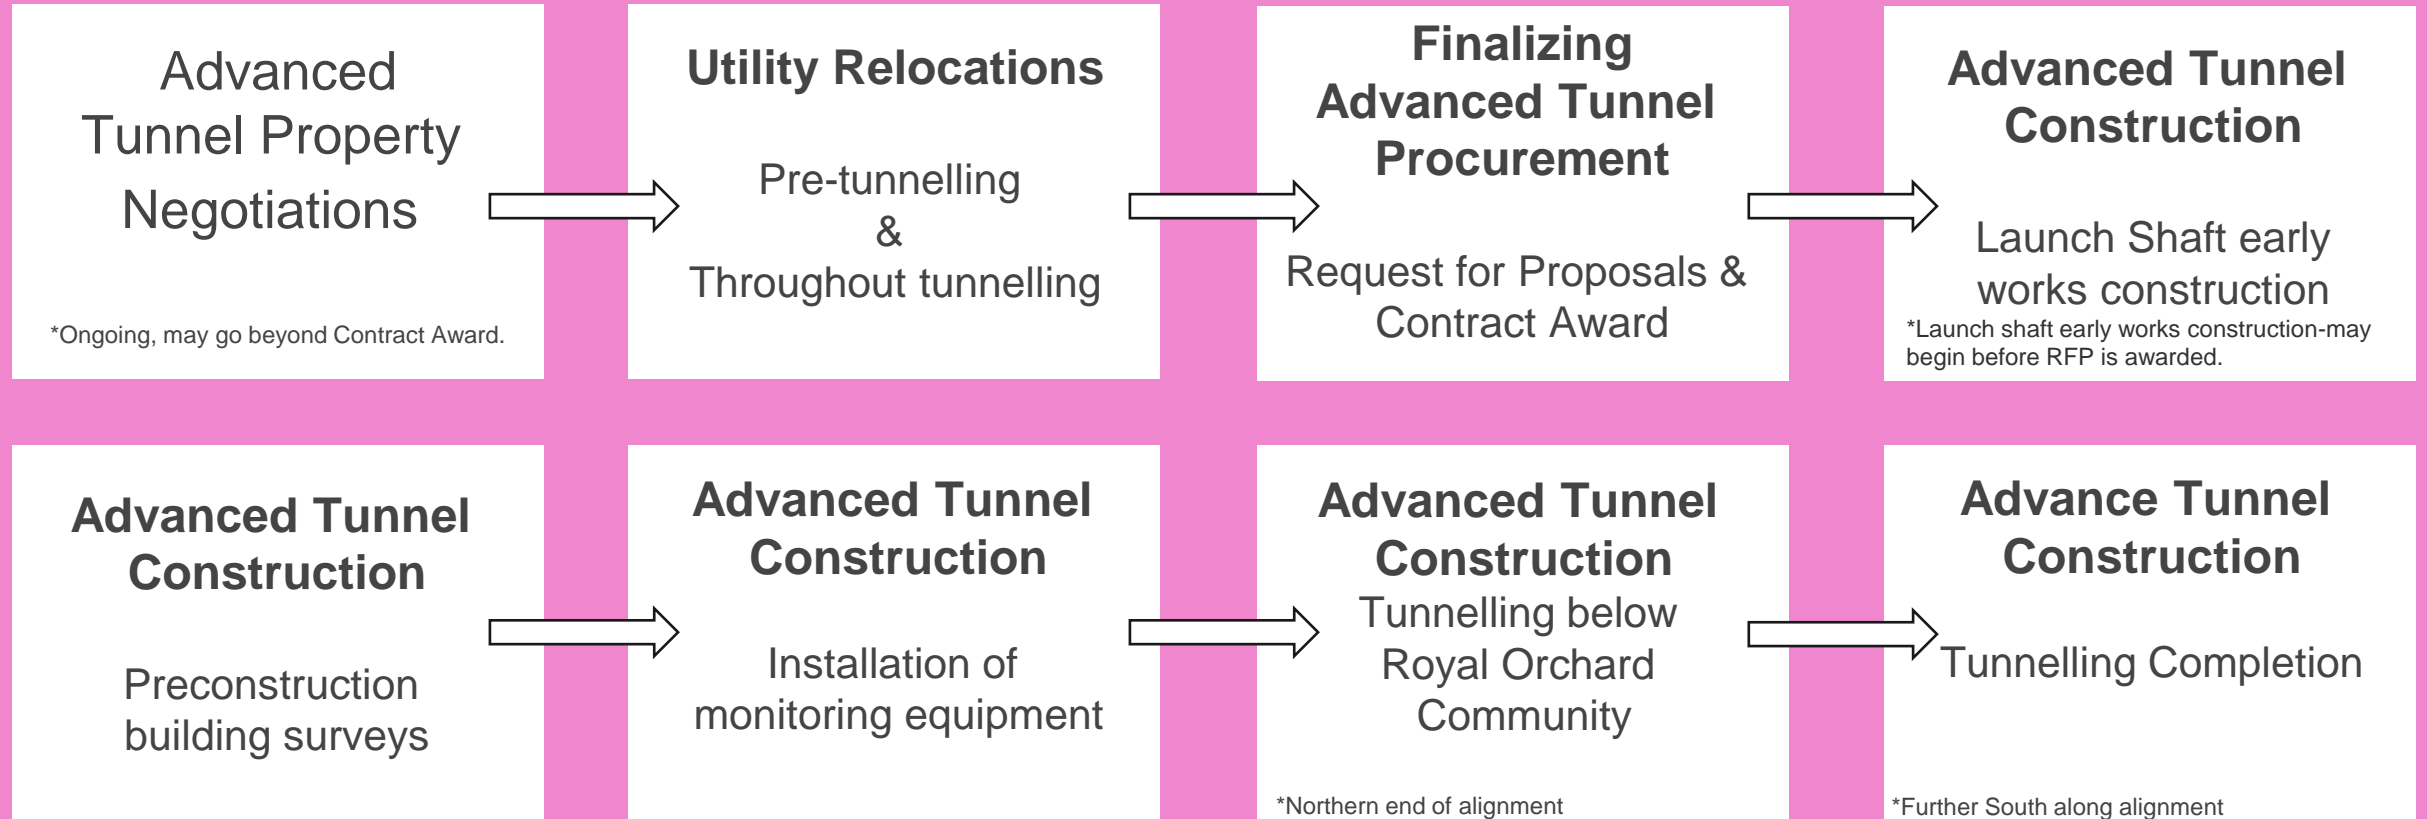 Advanced
Tunnel Property
Negotiations
*Ongoing, may go beyond Contract Award.
Utility Relocations
Pre-tunnelling
&
Throughout tunnelling
Finalizing
Advanced Tunnel
Procurement
Request for Proposals &
Contract Award
Advanced Tunnel
Construction
Launch Shaft early
works construction
*Launch shaft early works construction-may
begin before RFP is awarded.
Advanced Tunnel
Construction
Preconstruction
building surveys
Advanced Tunnel
Construction
Installation of
monitoring equipment
Advanced Tunnel
Construction
Tunnelling below
Royal Orchard
Community
*Northern end of alignment
Advance Tunnel
Construction
Tunnelling Completion
*Further South along alignment